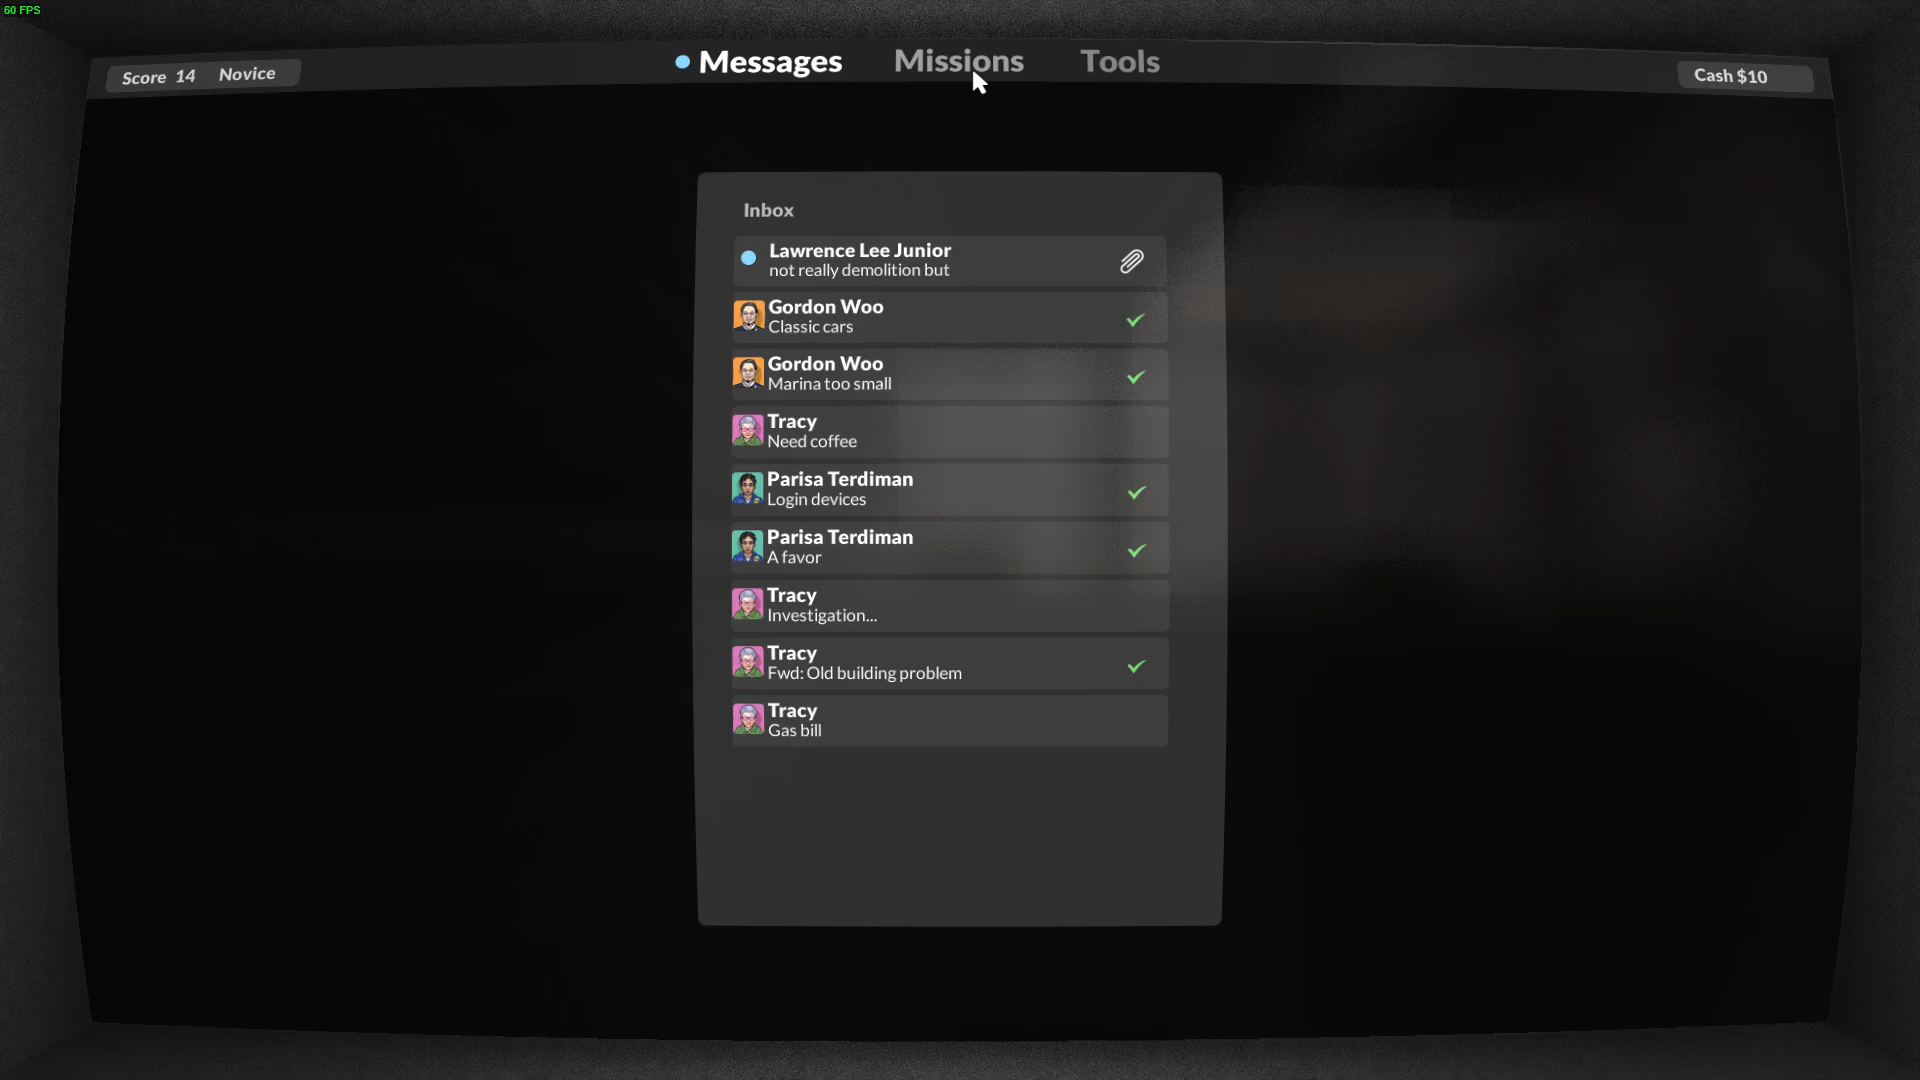 60 FPS
Score 14 Novice
Messages Missions Tools
Cash $10
Inbox
Lawrence Lee Junior
not really demolition but
Gordon Woo
Classic cars
Gordon Woo
Marina too small
Tracy
Need coffee
Parisa Terdiman
Login devices
Parisa Terdiman
A favor
Tracy
Investigation...
Tracy
Fwd: Old building problem
Tracy
Gas bill